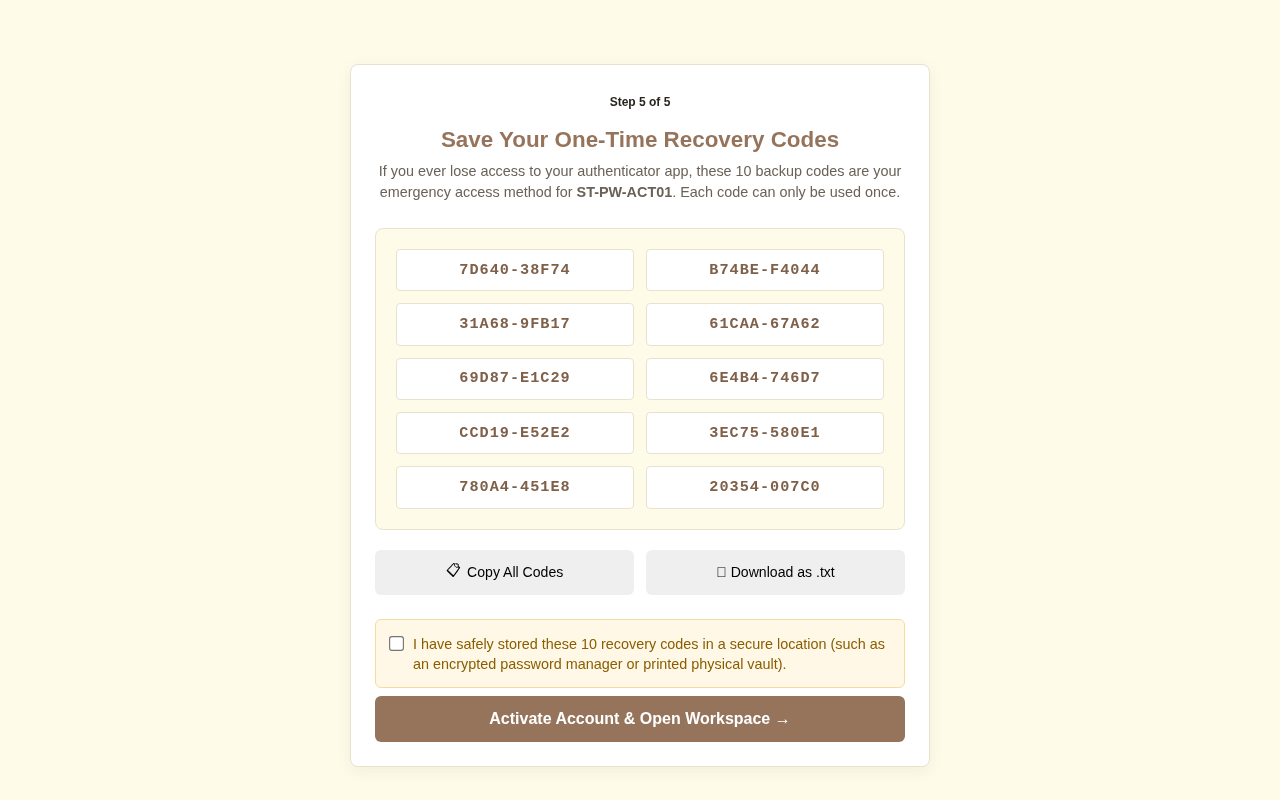 Step 5 of 5
Save Your One-Time Recovery Codes
If you ever lose access to your authenticator app, these 10 backup codes are your
emergency access method for ST-PW-ACT01. Each code can only be used once.
7D640-38F74
B74BE-F4044
31A68-9FB17
61CAA-67A62
69D87-E1C29
6E4B4-746D7
CCD19-E52E2
3EC75-580E1
780A4-451E8
20354-007C0
📋 Copy All Codes
Download as .txt
I have safely stored these 10 recovery codes in a secure location (such as
an encrypted password manager or printed physical vault).
Activate Account & Open Workspace →